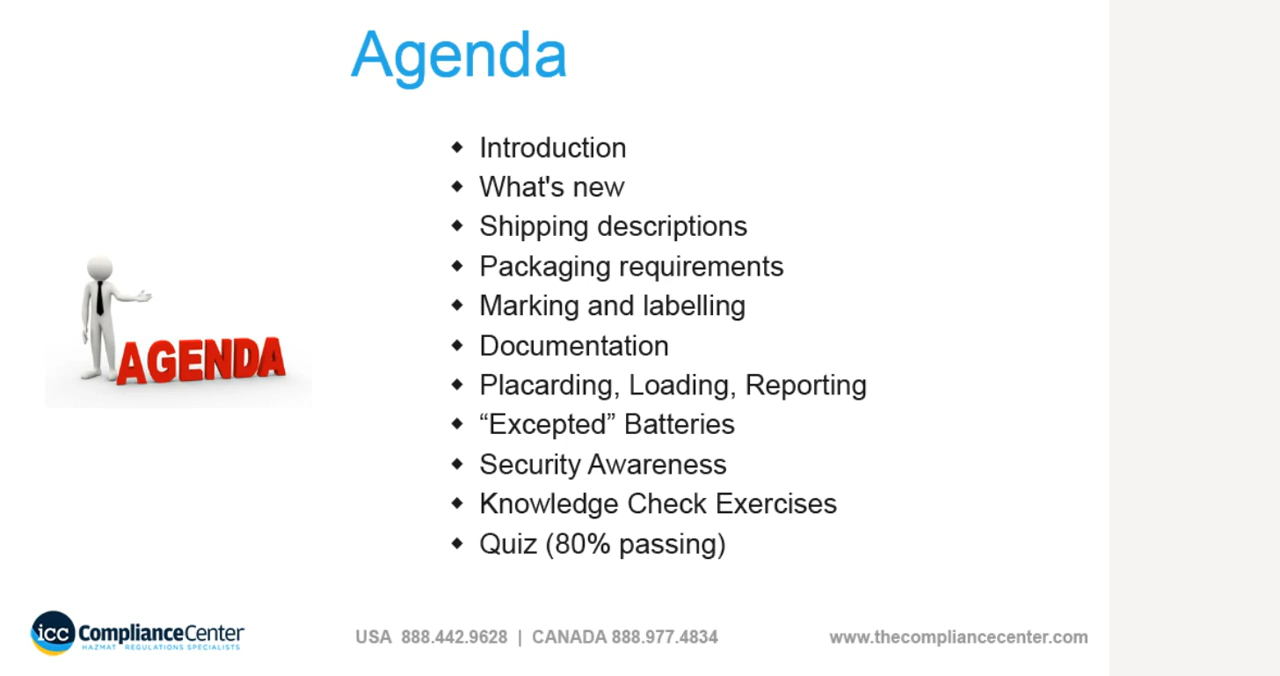 Agenda
Introduction
What's new
Shipping descriptions
Packaging requirements
Marking and labelling
Documentation
Placarding, Loading, Reporting
“Excepted” Batteries
Security Awareness
Knowledge Check Exercises
Quiz (80% passing)
AGENDA
icc ComplianceCenter
HAZMAT REGULATIONS SPECIALISTS
USA 888.442.9628 | CANADA 888.977.4834
www.thecompliancecenter.com